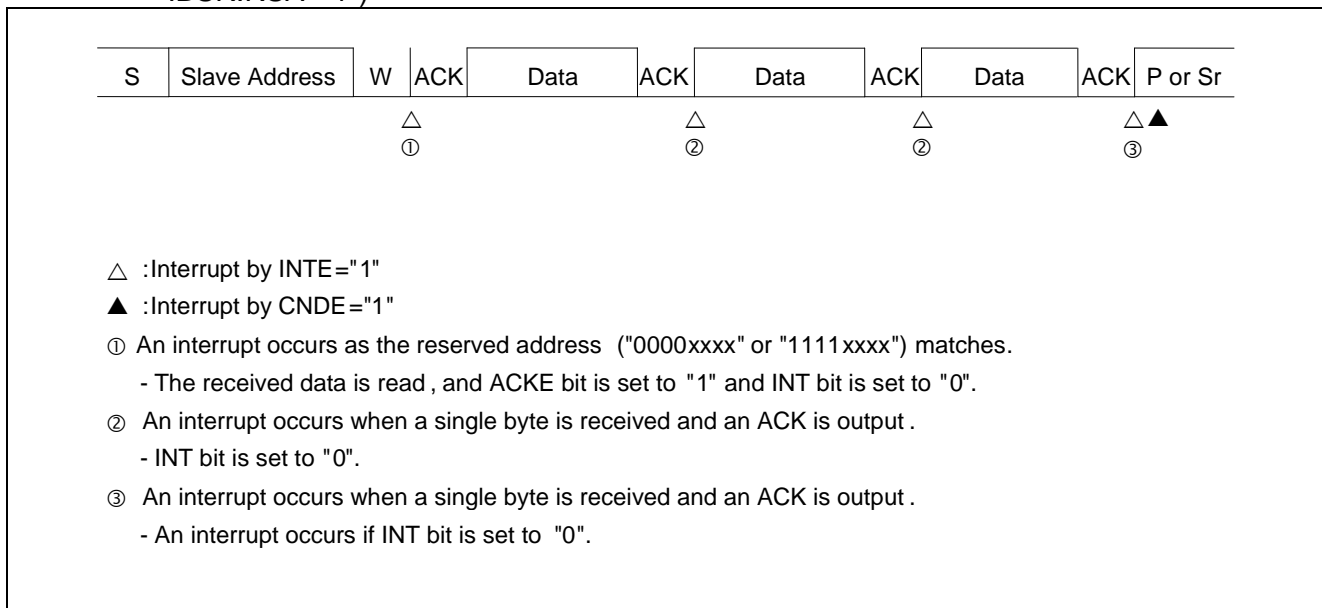 S Slave Address W ACK Data ACK Data ACK Data ACK P or Sr
△ △ △ △▲
① ② ② ③
△ :Interrupt by INTE="1"
▲ :Interrupt by CNDE="1"
① An interrupt occurs as the reserved address ("0000xxxx" or "1111xxxx") matches.
- The received data is read, and ACKE bit is set to "1" and INT bit is set to "0".
② An interrupt occurs when a single byte is received and an ACK is output.
- INT bit is set to "0".
③ An interrupt occurs when a single byte is received and an ACK is output.
- An interrupt occurs if INT bit is set to "0".